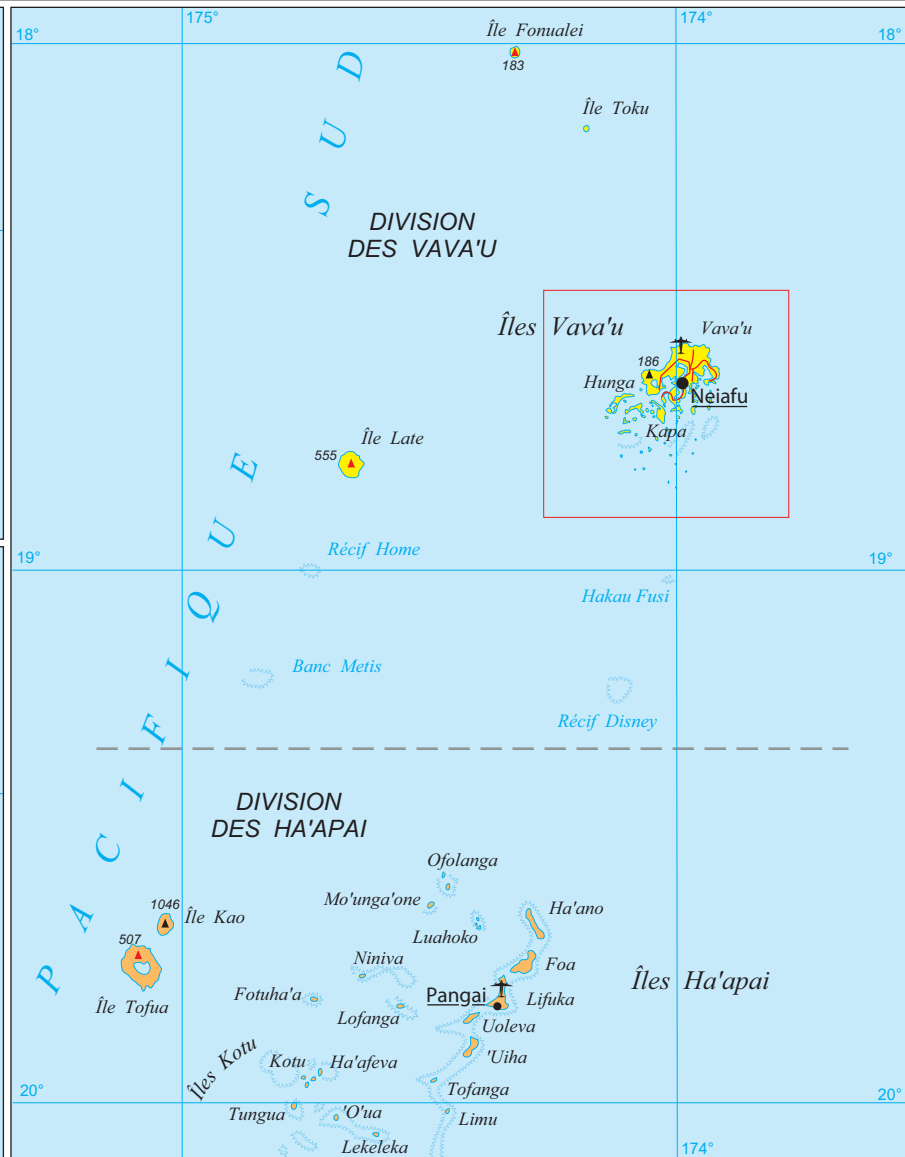 175°
174°
18°
18°
Île Fonualei
183
Île Toku
PACIFIQUE SUD
DIVISION
DES VAVA'U
Îles Vava'u
Vava'u
186
Hunga
Neiafu
Kapa
Île Late
555
Récif Home
19°
19°
Hakau Fusi
Banc Metis
Récif Disney
DIVISION
DES HA'APAI
Ofolanga
Mo'unga'one
Ha'ano
1046
Île Kao
Luahoko
507
Niniva
Foa
Îles Ha'apai
Fotuha'a
Pangai
Lifuka
Île Tofua
Lofanga
Uoleva
'Uiha
Îles Kotu
Kotu
Ha'afeva
Tofanga
20°
20°
Tungua
'O'ua
Limu
Lekeleka
174°